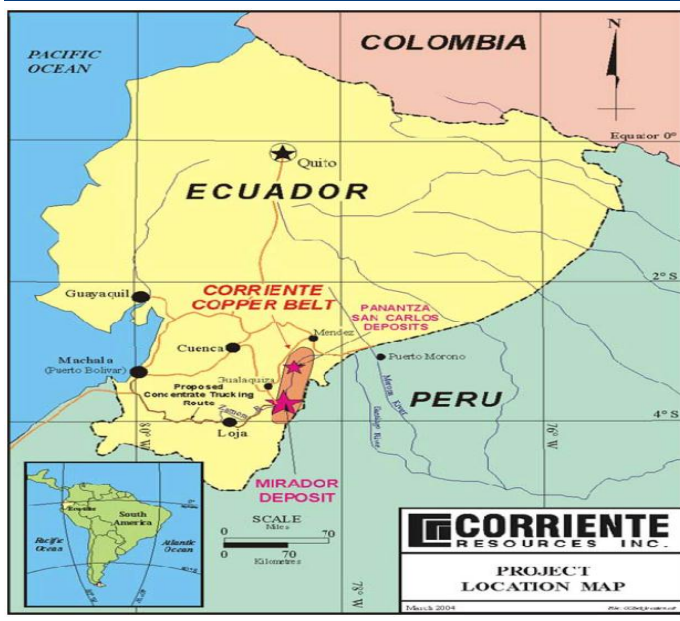 PACIFIC
OCEAN
COLOMBIA
N
Equator 0°
Quito
ECUADOR
2° S
CORRIENTE
COPPER BELT
Guayaquil
PANANTZA
SAN CARLOS
DEPOSITS
Mendez
Cuenca
Puerto Morono
Machala
(Puerto Bolivar)
Gualaquiza
Proposed
Concentrate Trucking
Route
PERU
Zamora
4° S
80° W
Loja
76° W
MIRADOR
DEPOSIT
South
America
Pacific
Ocean
Atlantic
Ocean
SCALE
Miles
0 70
0 70
Kilometres
78° W
CORRIENTE
RESOURCES INC.
PROJECT
LOCATION MAP
March 2004